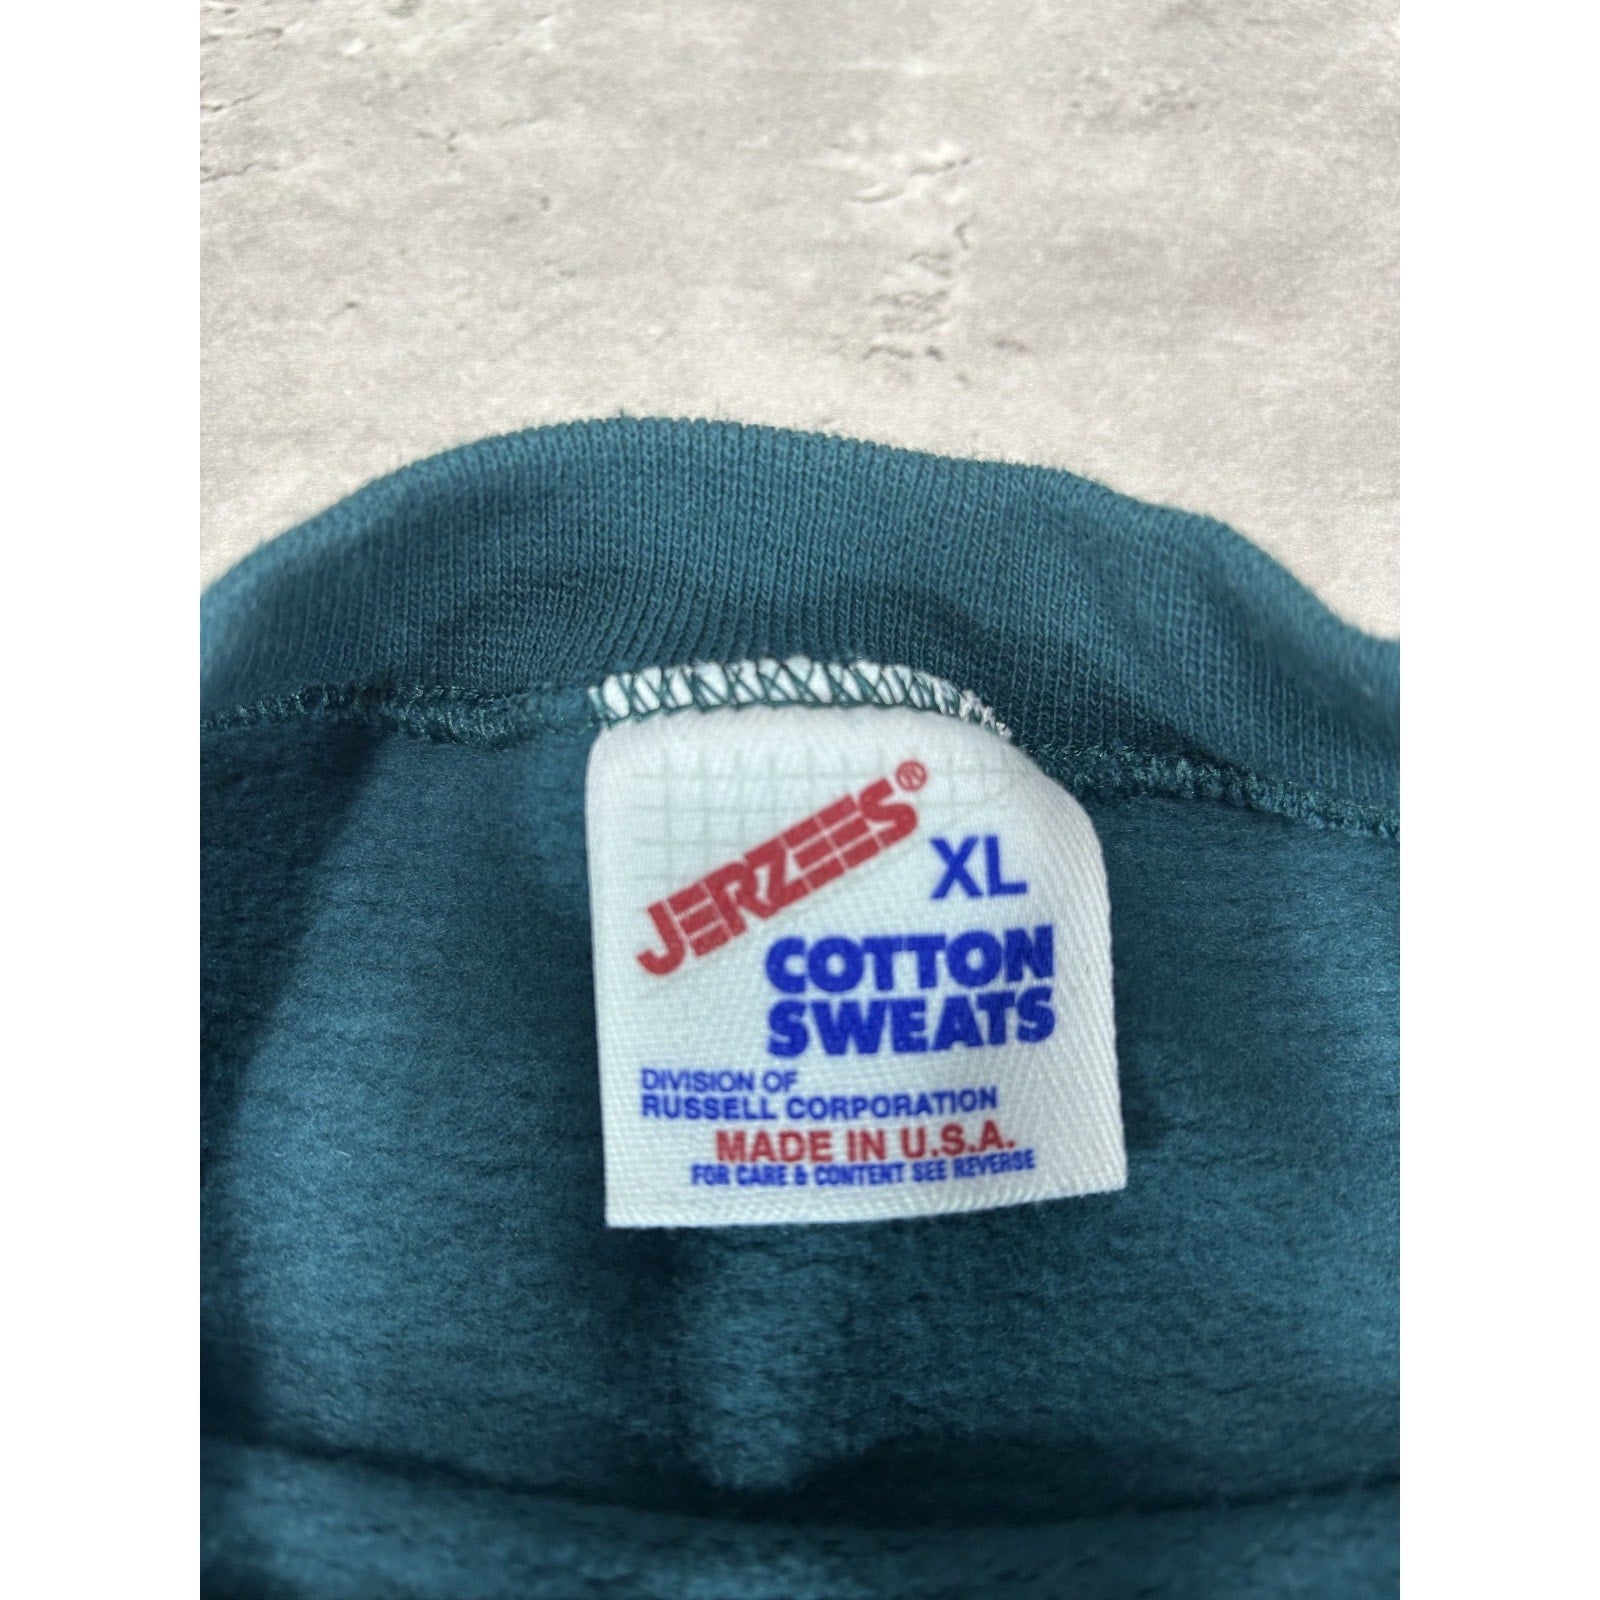 JERZEES®
XL
COTTON
SWEATS
DIVISION OF
RUSSELL CORPORATION
MADE IN U.S.A.
FOR CARE & CONTENT SEE REVERSE